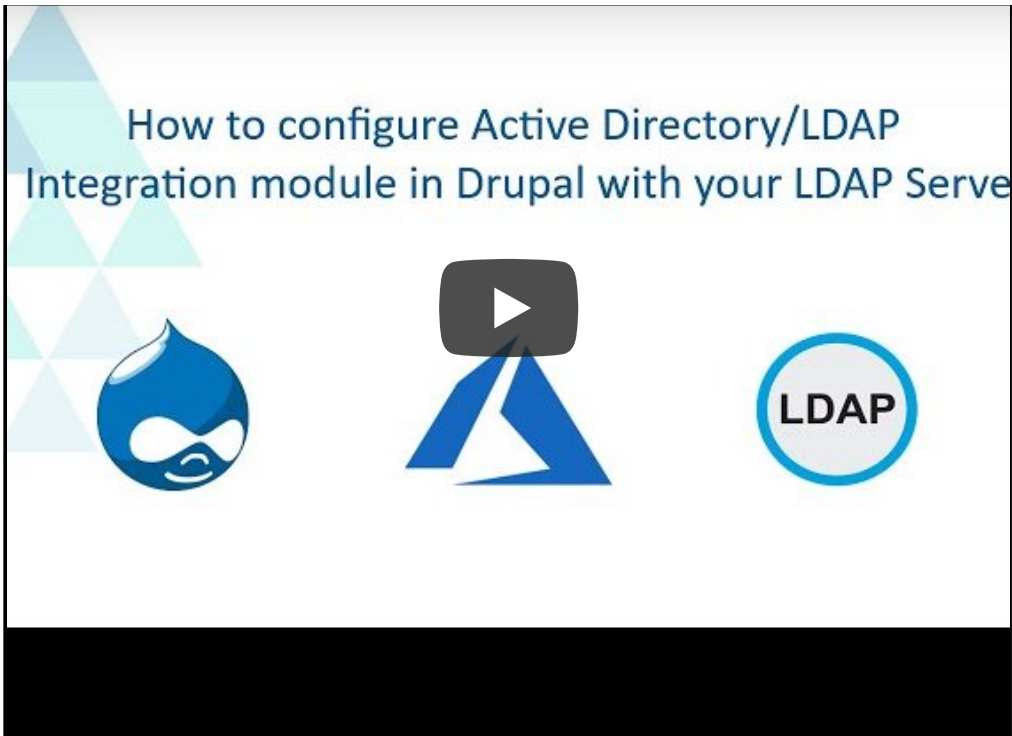 How to configure Active Directory/LDAP
Integration module in Drupal with your LDAP Serve
LDAP